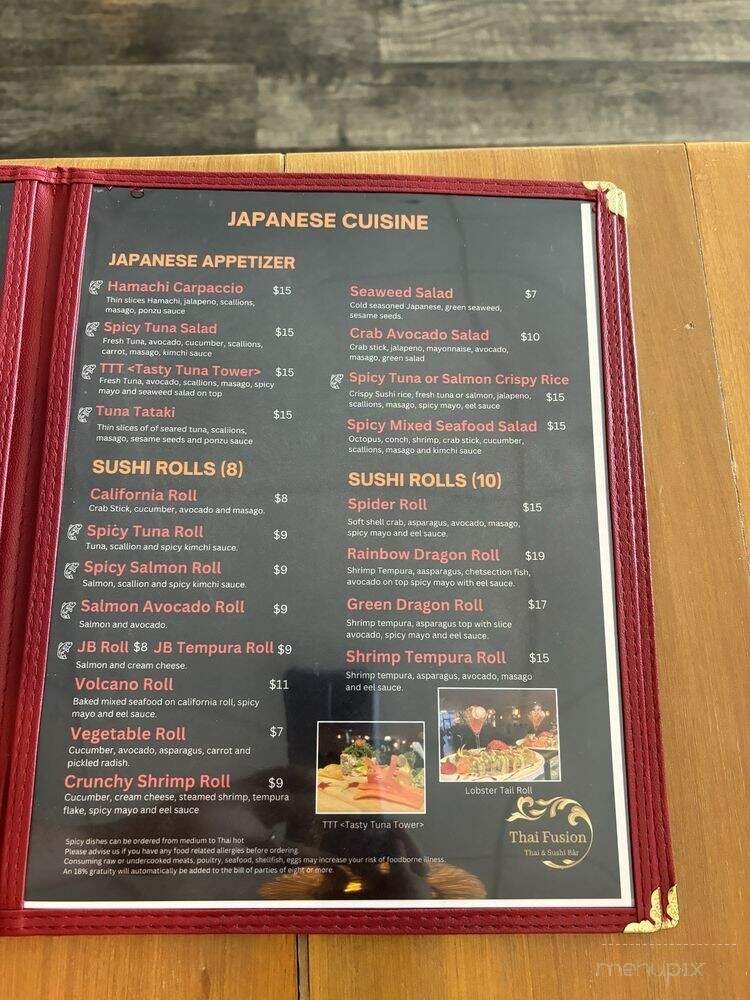 JAPANESE CUISINE
JAPANESE APPETIZER
Hamachi Carpaccio $15
Thin slices Hamachi, jalapeno, scallions,
masago, ponzu sauce
Spicy Tuna Salad $15
Fresh Tuna, avocado, cucumber, scallions,
carrot, masago, kimchi sauce
TTT <Tasty Tuna Tower> $15
Fresh Tuna, avocado, scallions, masago, spicy
mayo and seaweed salad on top
Tuna Tataki $15
Thin slices of of seared tuna, scaliions,
masago, sesame seeds and ponzu sauce
SUSHI ROLLS (8)
California Roll $8
Crab Stick, cucumber, avocado and masago.
Spicy Tuna Roll $9
Tuna, scallion and spicy kimchi sauce.
Spicy Salmon Roll $9
Salmon, scallion and spicy kimchi sauce.
Salmon Avocado Roll $9
Salmon and avocado.
JB Roll $8 JB Tempura Roll $9
Salmon and cream cheese.
Volcano Roll $11
Baked mixed seafood on california roll, spicy
mayo and eel sauce.
Vegetable Roll $7
Cucumber, avocado, asparagus, carrot and
pickled radish.
Crunchy Shrimp Roll $9
Cucumber, cream cheese, steamed shrimp, tempura
flake, spicy mayo and eel sauce
Seaweed Salad $7
Cold seasoned Japanese, green seaweed,
sesame seeds.
Crab Avocado Salad $10
Crab stick, jalapeno, mayonnaise, avocado,
masago, green salad
Spicy Tuna or Salmon Crispy Rice
Crispy Sushi rice, fresh tuna or salmon, jalapeno, $15
scallions, masago, spicy mayo, eel sauce
Spicy Mixed Seafood Salad $15
Octopus, conch, shrimp, crab stick, cucumber,
scallions, masago and kimchi sauce
SUSHI ROLLS (10)
Spider Roll $15
Soft shell crab, asparagus, avocado, masago,
spicy mayo and eel sauce.
Rainbow Dragon Roll $19
Shrimp Tempura, aasparagus, chetsection fish,
avocado on top spicy mayo with eel sauce.
Green Dragon Roll $17
Shrimp tempura, asparagus top with slice
avocado, spicy mayo and eel sauce.
Shrimp Tempura Roll $15
Shrimp tempura, asparagus, avocado, masago
and eel sauce.
Lobster Tail Roll
TTT <Tasty Tuna Tower>
Thai Fusion
Thai & Sushi Bar
Spicy dishes can be ordered from medium to Thai hot
Please advise us if you have any food related allergies before ordering.
Consuming raw or undercooked meats, poultry, seafood, shellfish, eggs may increase your risk of foodborne illness.
An 18% gratuity will automatically be added to the bill of parties of eight or more.
menupix